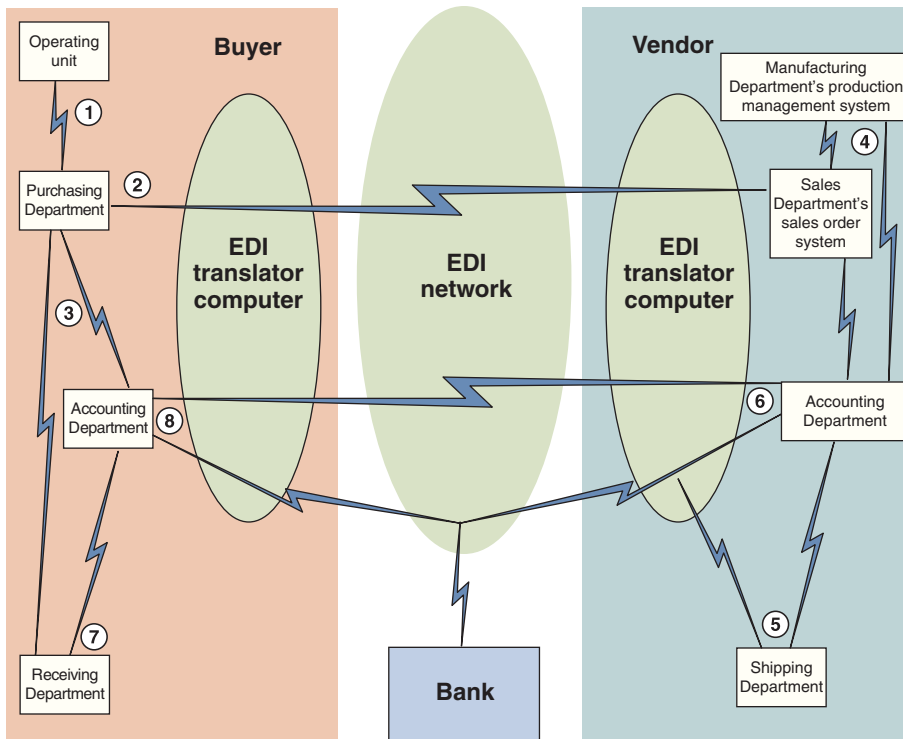 Operating
unit
Buyer
Vendor
Manufacturing
Department's production
management system
1
4
Purchasing
Department
2
Sales
Department's
sales order
system
EDI
translator
computer
EDI
network
EDI
translator
computer
3
Accounting
Department
8
6
Accounting
Department
7
5
Receiving
Department
Bank
Shipping
Department